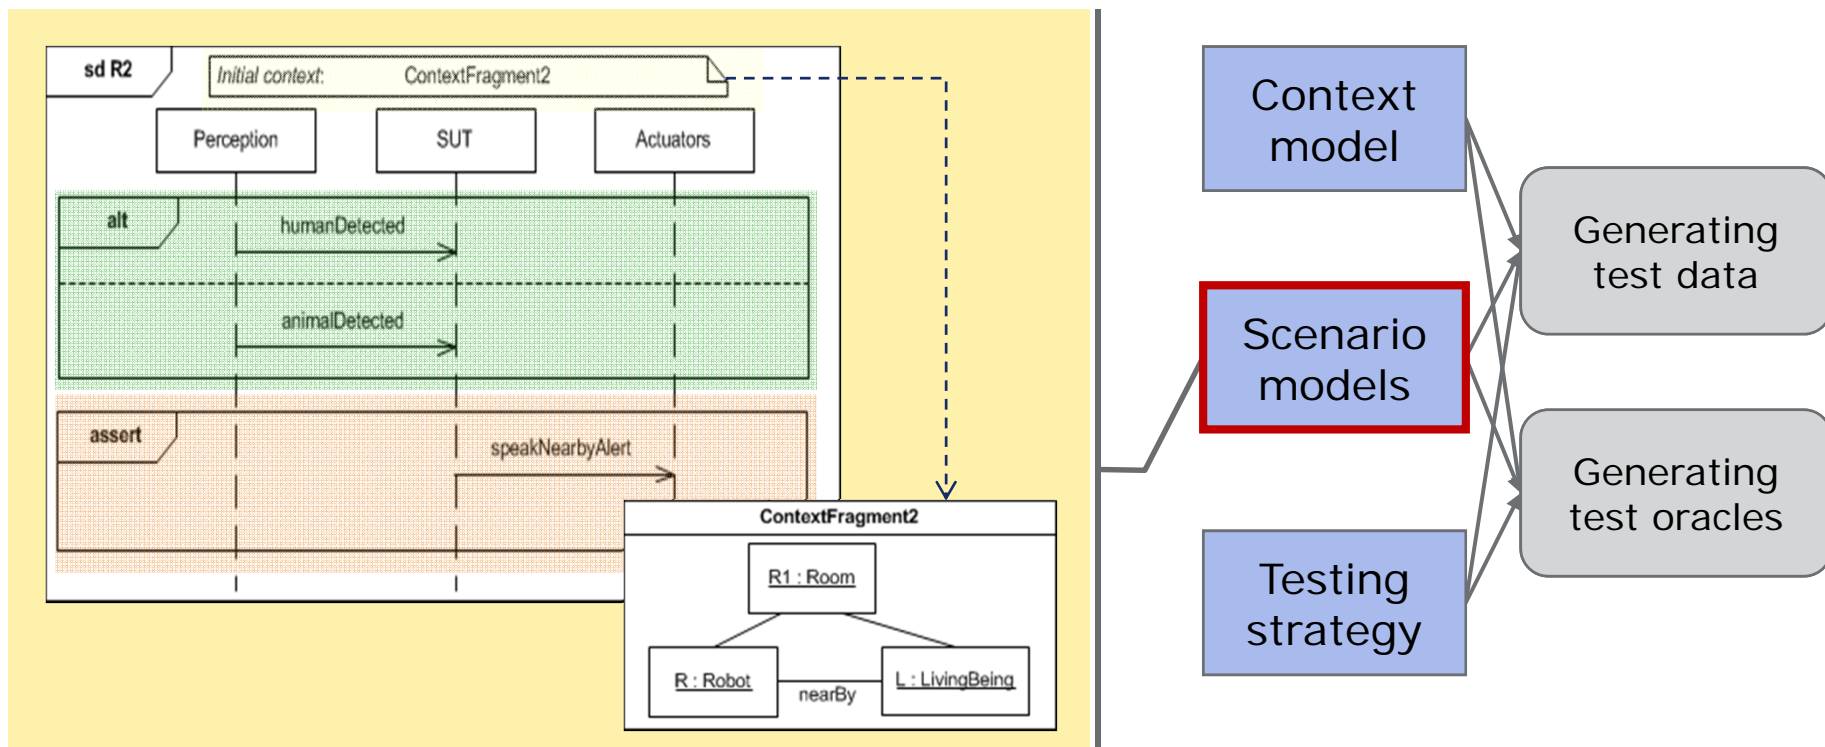 sd R2
Initial context: ContextFragment2
Perception
SUT
Actuators
alt
humanDetected
animalDetected
assert
speakNearbyAlert
ContextFragment2
R1 : Room
R : Robot
nearBy
L : LivingBeing
Context
model
Scenario
models
Testing
strategy
Generating
test data
Generating
test oracles